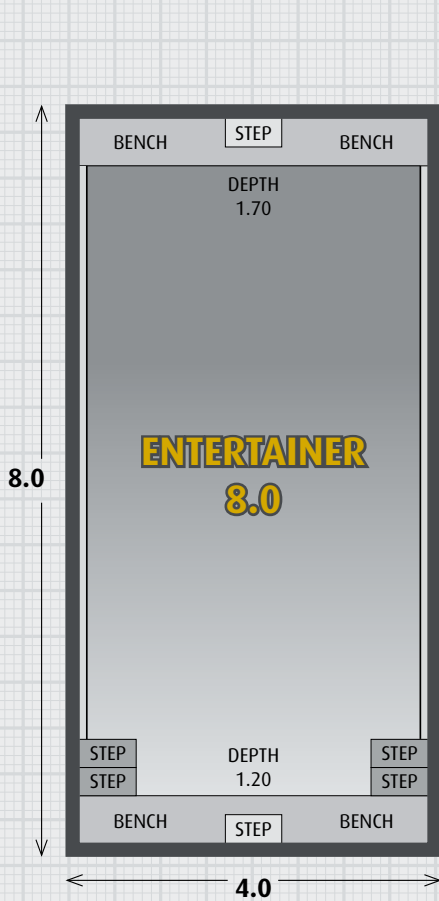 BENCH STEP BENCH
DEPTH
1.70
ENTERTAINER
8.0
8.0
STEP DEPTH STEP
STEP 1.20 STEP
BENCH STEP BENCH
4.0